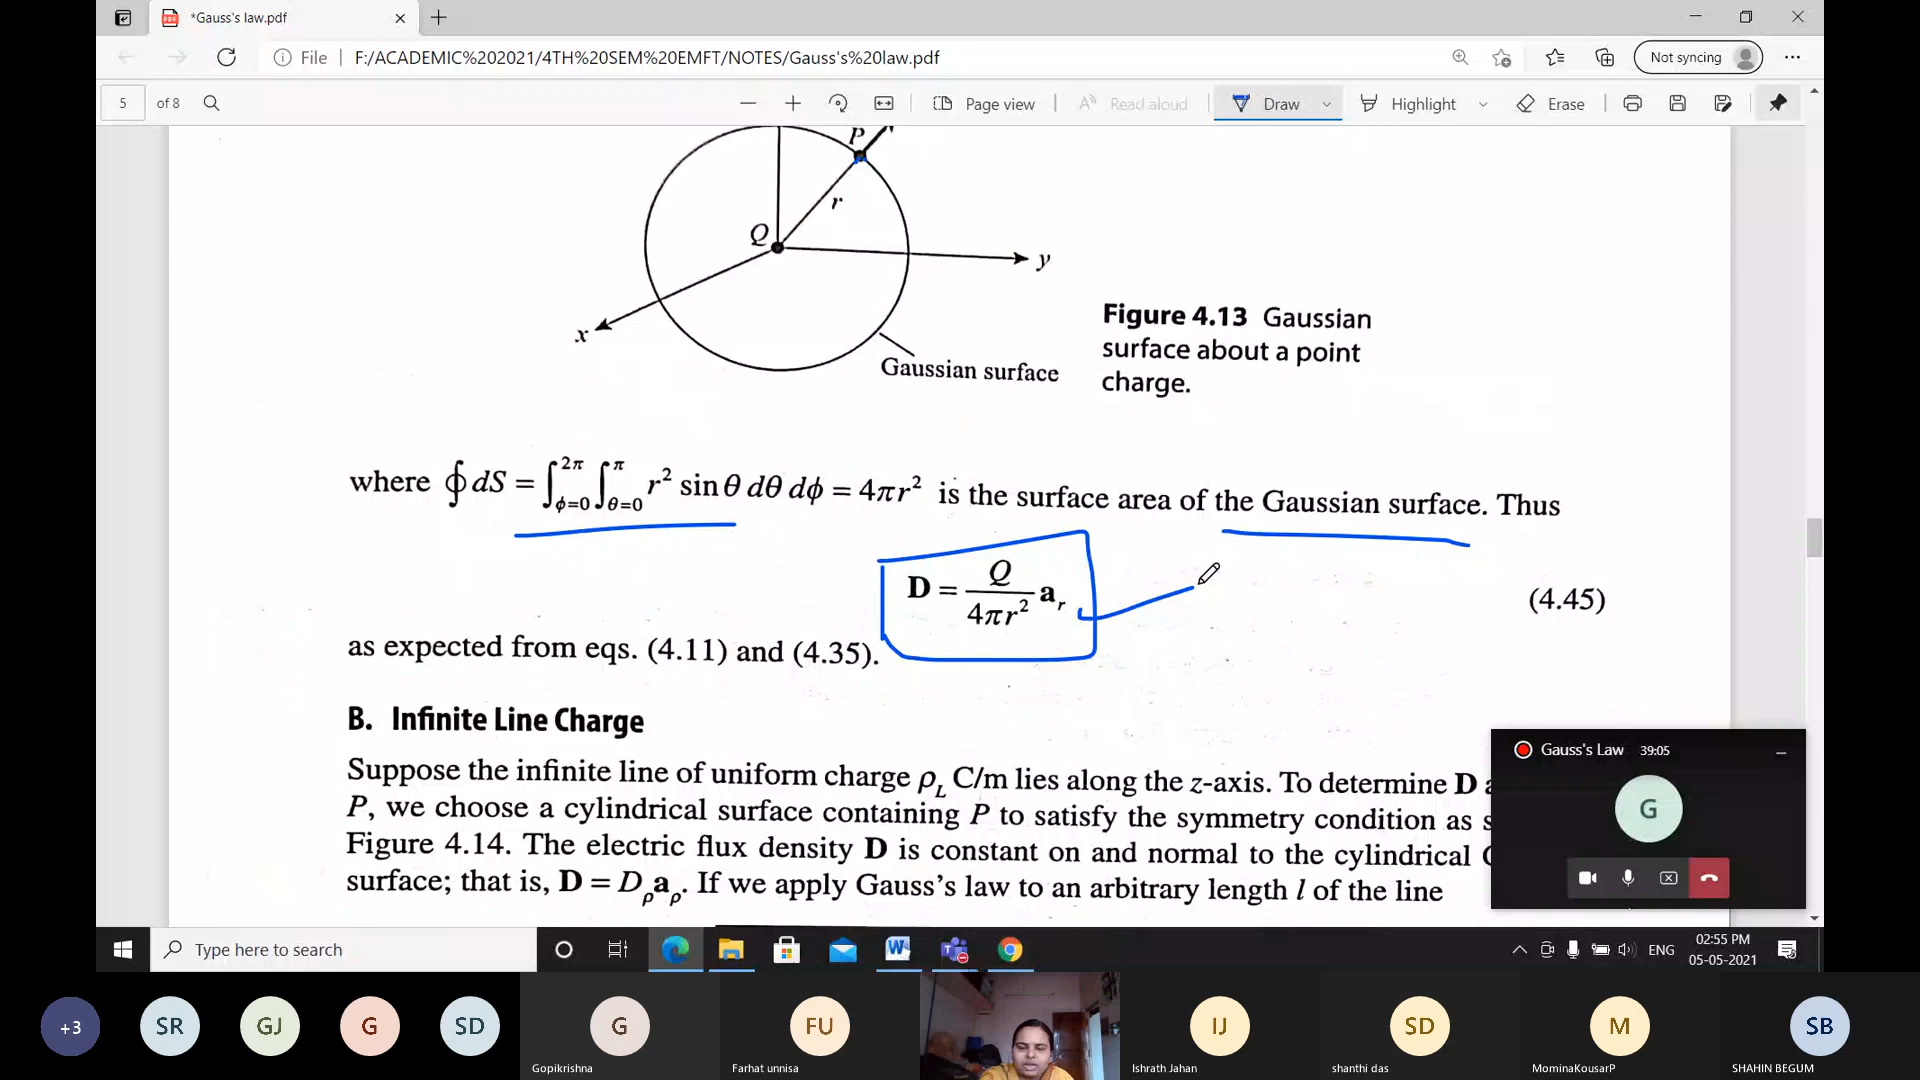 *Gauss's law.pdf
File
F:/ACADEMIC%202021/4TH%20SEM%20EMFT/NOTES/Gauss's%20law.pdf
Not syncing
5 of 8
Page view
Read aloud
Draw
Highlight
Erase
P
r
Q
y
x
Gaussian surface
Figure 4.13 Gaussian
surface about a point
charge.
where ∮ dS = ∫_{ϕ=0}^{2π} ∫_{θ=0}^{π} r² sin θ dθ dϕ = 4πr² is the surface area of the Gaussian surface. Thus
D = Q / 4πr² a_r
(4.45)
as expected from eqs. (4.11) and (4.35).
B. Infinite Line Charge
Suppose the infinite line of uniform charge ρ_L C/m lies along the z-axis. To determine D
P, we choose a cylindrical surface containing P to satisfy the symmetry condition as s
Figure 4.14. The electric flux density D is constant on and normal to the cylindrical
surface; that is, D = D_ρ a_ρ. If we apply Gauss's law to an arbitrary length l of the line
Gauss's Law 39:05
G
Type here to search
ENG
02:55 PM
05-05-2021
+3
SR
GJ
G
SD
G
FU
IJ
SD
M
SB
Gopikrishna
Farhat unnisa
Ishrath Jahan
shanthi das
MominaKousarP
SHAHIN BEGUM